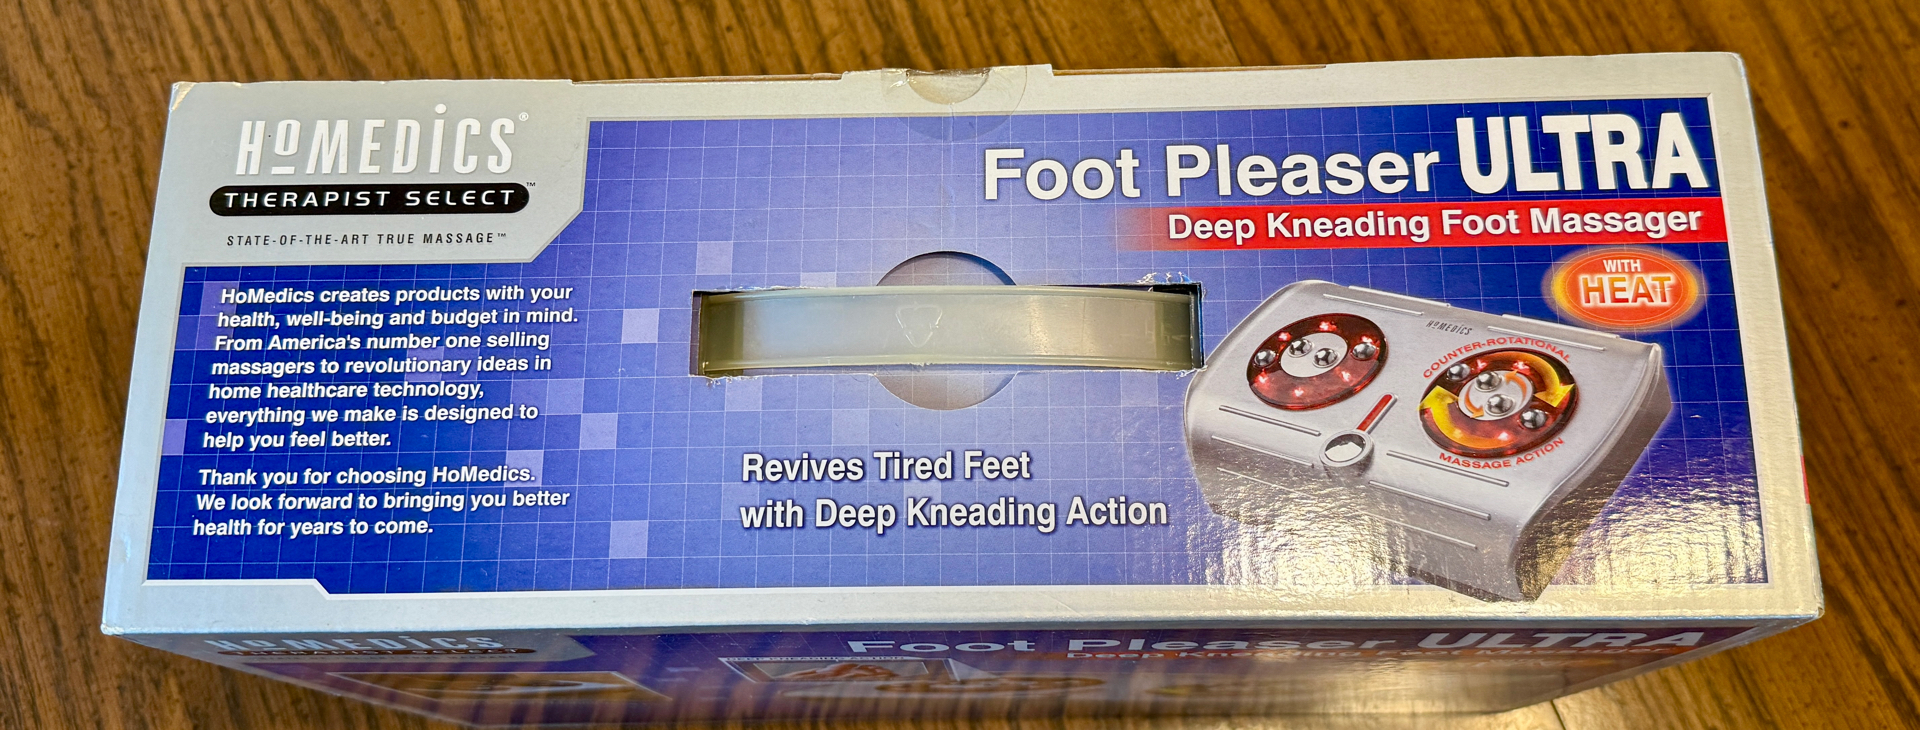 HoMEDiCS®
THERAPIST SELECT™
STATE-OF-THE-ART TRUE MASSAGE™
HoMedics creates products with your
health, well-being and budget in mind.
From America's number one selling
massagers to revolutionary ideas in
home healthcare technology,
everything we make is designed to
help you feel better.
Thank you for choosing HoMedics.
We look forward to bringing you better
health for years to come.
Foot Pleaser ULTRA
Deep Kneading Foot Massager
WITH
HEAT
HoMEDiCS
COUNTER-ROTATIONAL
MASSAGE ACTION
Revives Tired Feet
with Deep Kneading Action
HoMEDiCS
THERAPIST SELECT
Foot Pleaser ULTRA